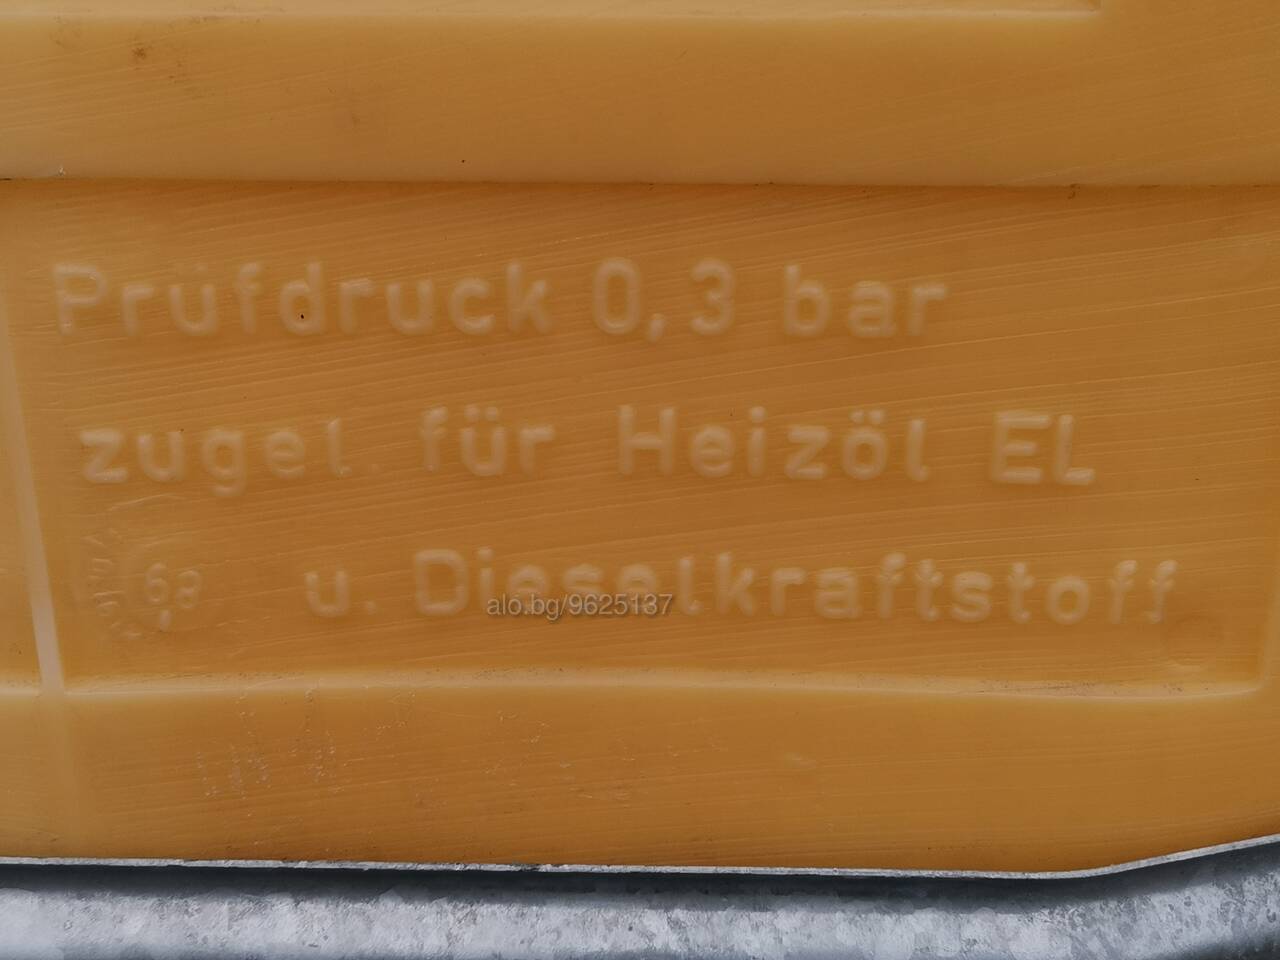 Prüfdruck 0,3 bar
zugel. für Heizöl EL
u. Dieselkraftstoff
alo.bg/9625137